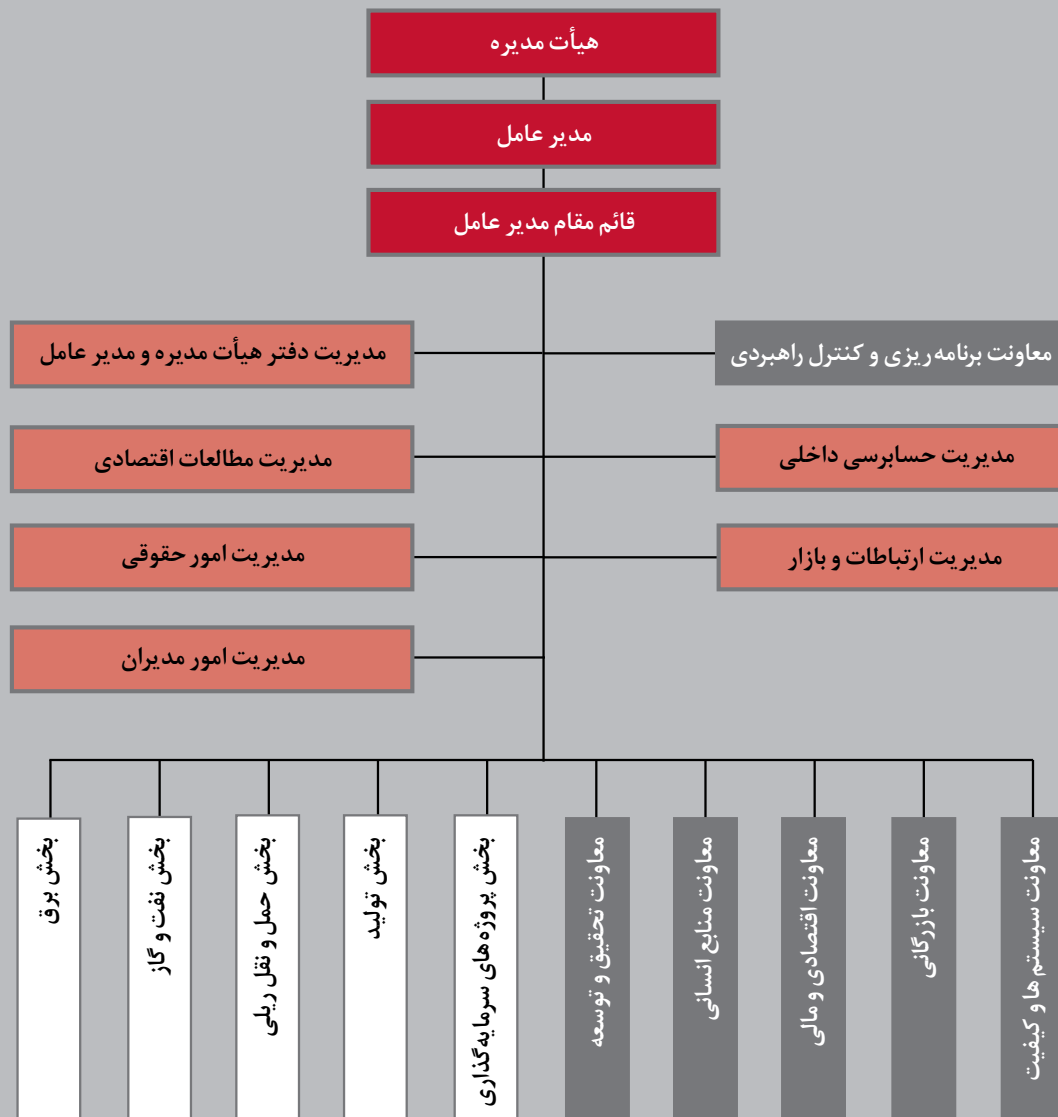 هیأت مدیره
مدیر عامل
قائم مقام مدیر عامل
معاونت برنامه‌ریزی و کنترل راهبردی
مدیریت دفتر هیأت مدیره و مدیر عامل
مدیریت حسابرسی داخلی
مدیریت مطالعات اقتصادی
مدیریت ارتباطات و بازار
مدیریت امور حقوقی
مدیریت امور مدیران
معاونت سیستم ها و کیفیت
معاونت بازرگانی
معاونت اقتصادی و مالی
معاونت منابع انسانی
معاونت تحقیق و توسعه
بخش پروژه های سرمایه‌گذاری
بخش تولید
بخش حمل و نقل ریلی
بخش نفت و گاز
بخش برق